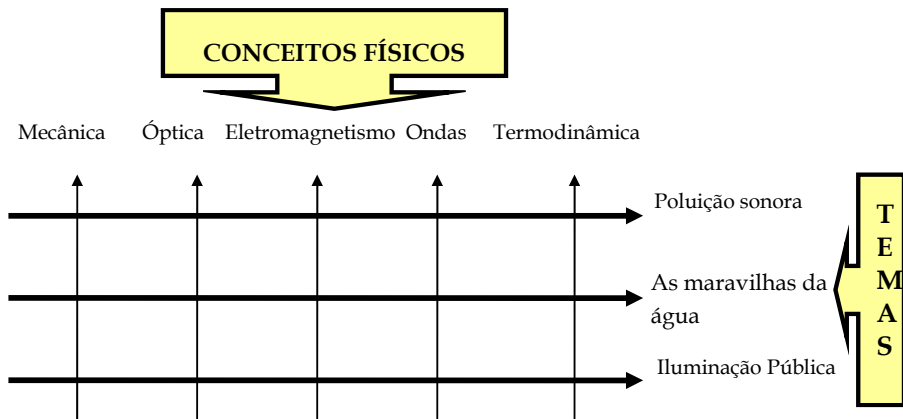 CONCEITOS FÍSICOS
Mecânica Óptica Eletromagnetismo Ondas Termodinâmica
Poluição sonora
As maravilhas da
água
Iluminação Pública
T
E
M
A
S